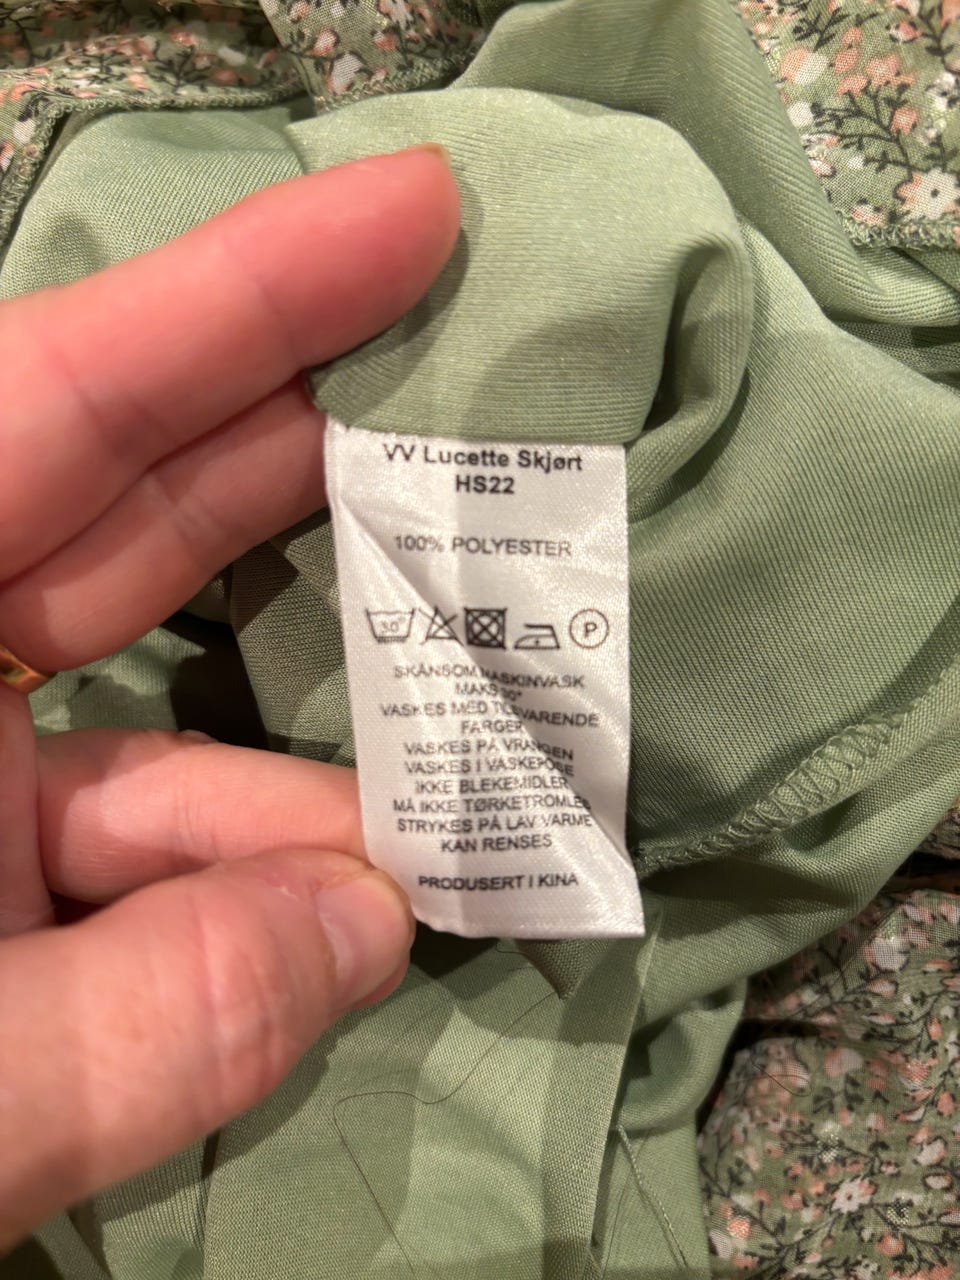 VV Lucette Skjørt
HS22
100% POLYESTER
30° P
SKÅNSOM MASKINVASK
MAKS 30°
VASKES MED TILSVARENDE
FARGER
VASKES PÅ VRANGEN
VASKES I VASKEPOSE
IKKE BLEKEMIDLER
MÅ IKKE TØRKETROMLES
STRYKES PÅ LAV VARME
KAN RENSES
PRODUSERT I KINA